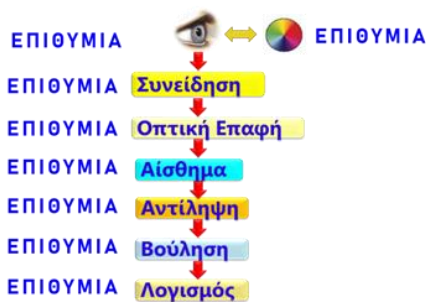 ΕΠΙΘΥΜΙΑ ΕΠΙΘΥΜΙΑ
ΕΠΙΘΥΜΙΑ Συνείδηση
ΕΠΙΘΥΜΙΑ Οπτική Επαφή
ΕΠΙΘΥΜΙΑ Αίσθημα
ΕΠΙΘΥΜΙΑ Αντίληψη
ΕΠΙΘΥΜΙΑ Βούληση
ΕΠΙΘΥΜΙΑ Λογισμός